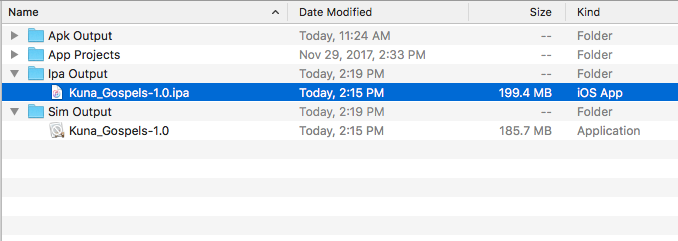 Name Date Modified Size Kind
Apk Output Today, 11:24 AM -- Folder
App Projects Nov 29, 2017, 2:33 PM -- Folder
Ipa Output Today, 2:19 PM -- Folder
Kuna_Gospels-1.0.ipa Today, 2:15 PM 199.4 MB iOS App
Sim Output Today, 2:19 PM -- Folder
Kuna_Gospels-1.0 Today, 2:15 PM 185.7 MB Application